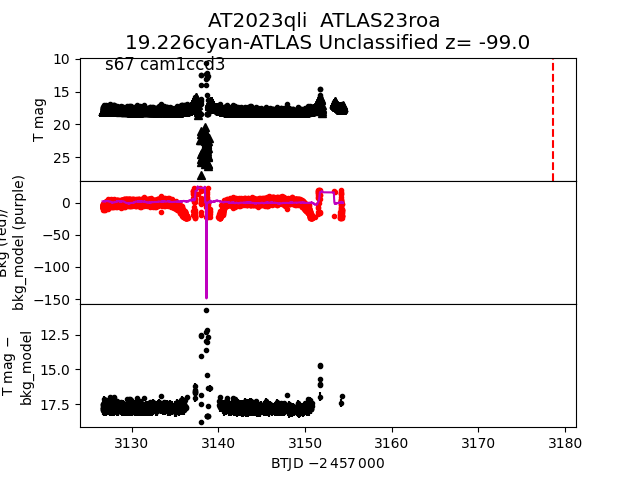 AT2023qli  ATLAS23roa
19.226cyan-ATLAS Unclassified z= -99.0
s67 cam1ccd3
10
15
20
25
T mag
0
−50
−100
−150
Bkg (red)/
bkg_model (purple)
12.5
15.0
17.5
T mag −
bkg_model
3130 3140 3150 3160 3170 3180
BTJD −2 457 000